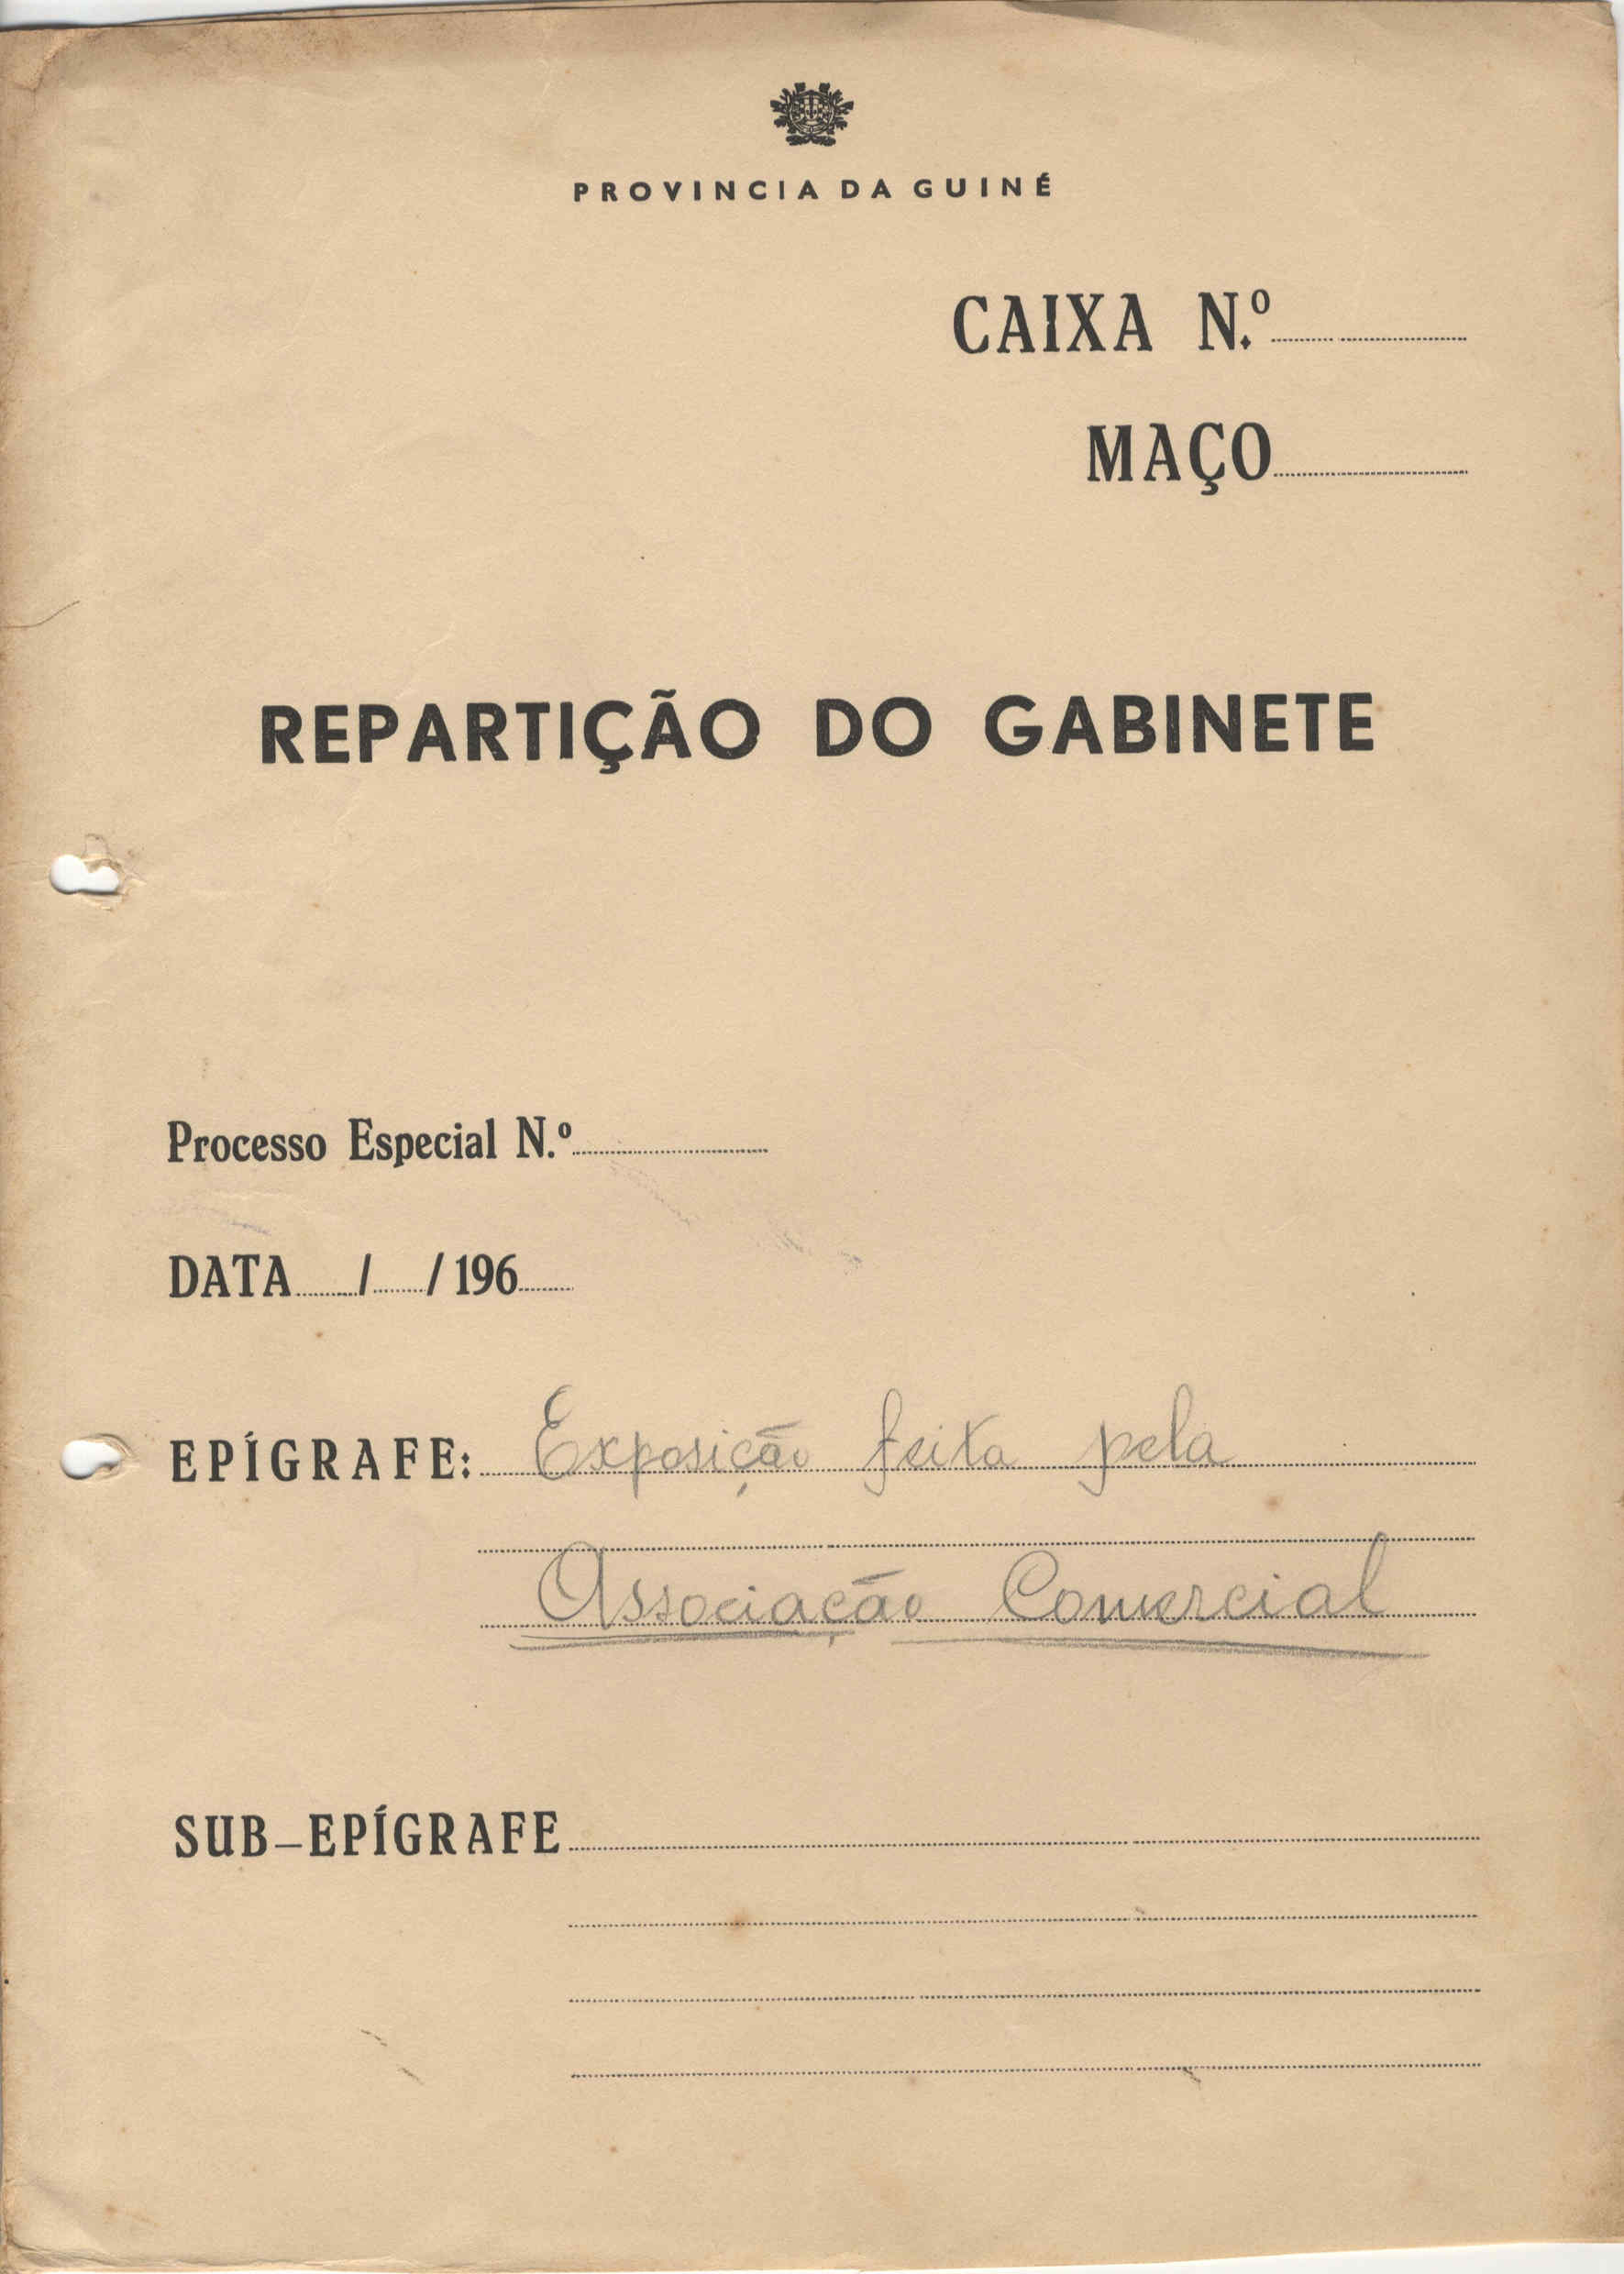 PROVINCIA DA GUINÉ
CAIXA N.º
MAÇO
REPARTIÇÃO DO GABINETE
Processo Especial N.º
DATA / / 196
EPÍGRAFE: Exposição feita pela
Associação Comercial
SUB-EPÍGRAFE